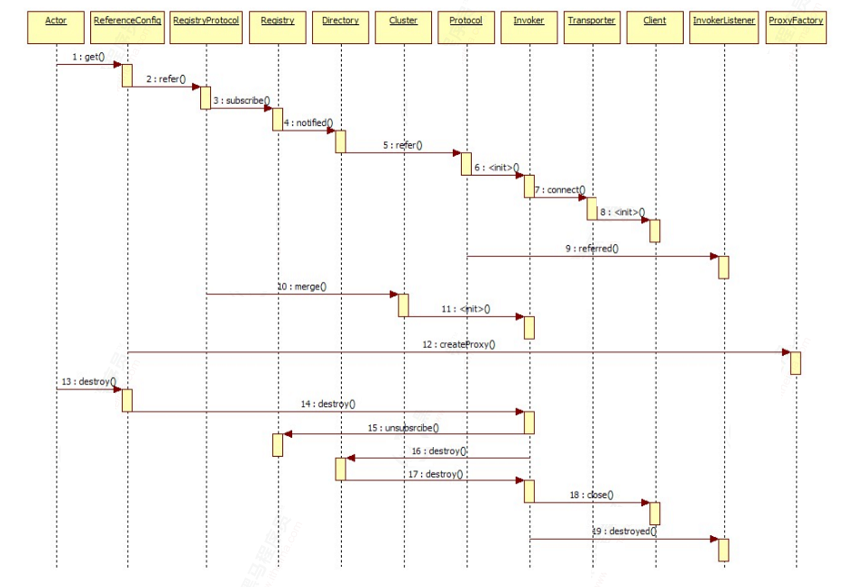 Actor ReferenceConfig RegistryProtocol Registry Directory Cluster Protocol Invoker Transporter Client InvokerListener ProxyFactory
1 : get()
2 : refer()
3 : subscribe()
4 : notified()
5 : refer()
6 : <init>()
7 : connect()
8 : <init>()
9 : referred()
10 : merge()
11 : <init>()
12 : createProxy()
13 : destroy()
14 : destroy()
15 : unsubsrcibe()
16 : destroy()
17 : destroy()
18 : close()
19 : destroyed()